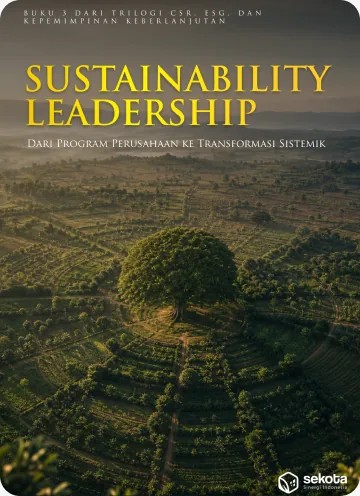 BUKU 3 DARI TRILOGI CSR, ESG, DAN
KEPEMIMPINAN KEBERLANJUTAN
SUSTAINABILITY
LEADERSHIP
DARI PROGRAM PERUSAHAAN KE TRANSFORMASI SISTEMIK
sekota
Sinergi Indonesia